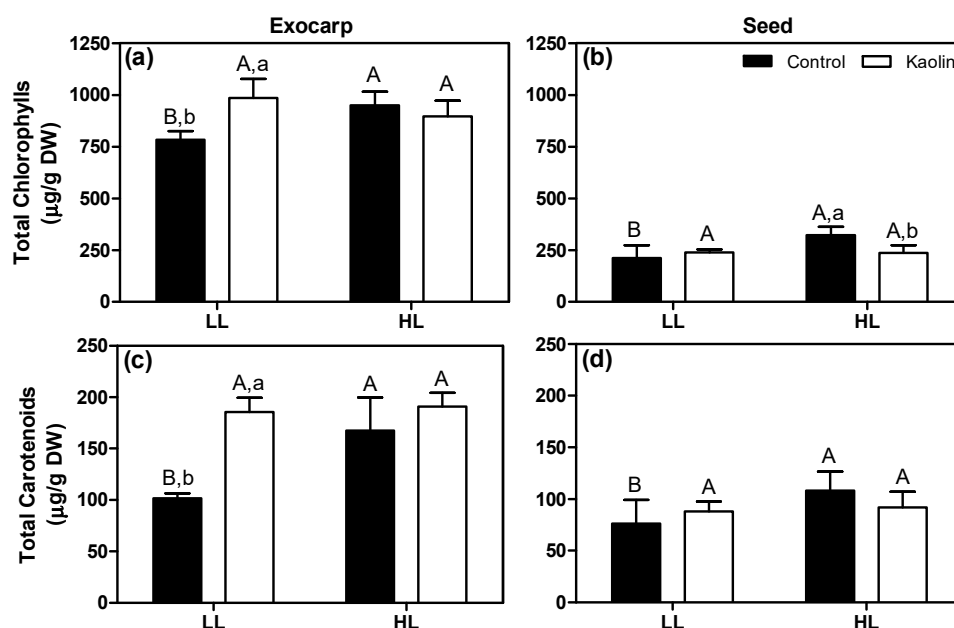 Exocarp
Seed
Total Chlorophylls
(µg/g DW)
1250
1000
750
500
250
0
(a)
B,b
A,a
A
A
LL
HL
1250
1000
750
500
250
0
(b)
Control
Kaolin
B
A
A,a
A,b
LL
HL
Total Carotenoids
(µg/g DW)
250
200
150
100
50
0
(c)
B,b
A,a
A
A
LL
HL
250
200
150
100
50
0
(d)
B
A
A
A
LL
HL